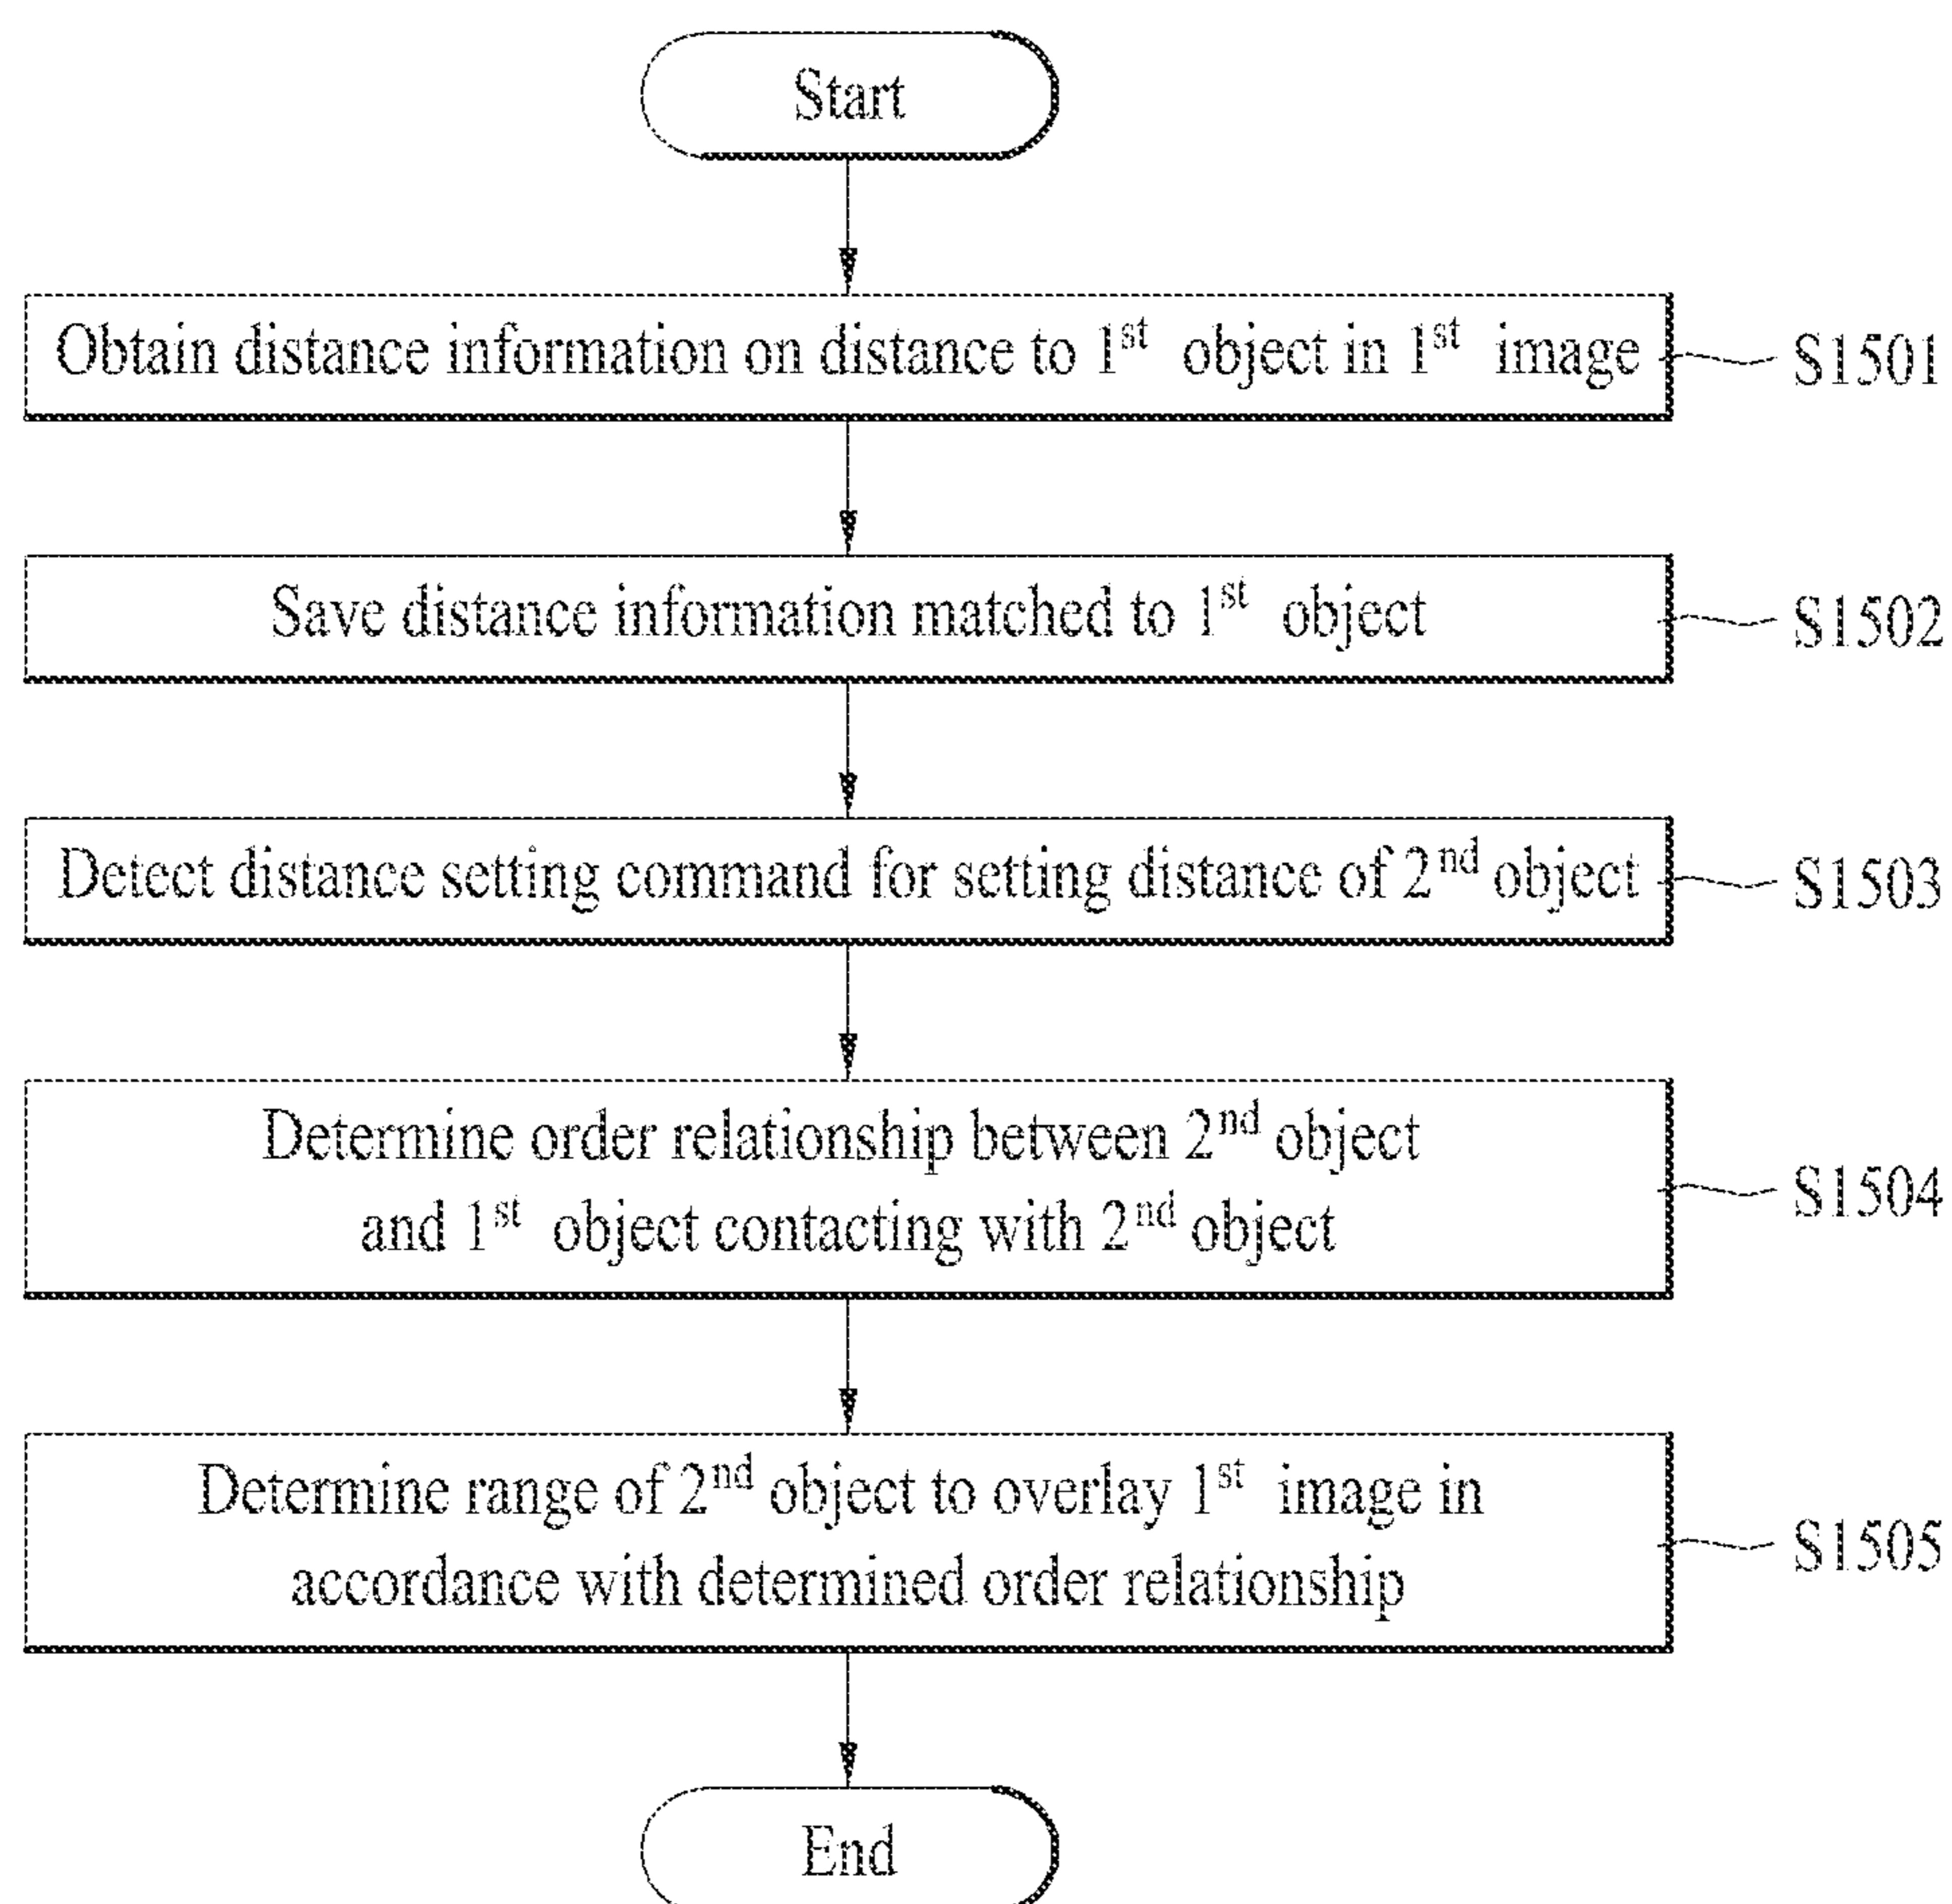 Start
Obtain distance information on distance to 1st object in 1st image
S1501
Save distance information matched to 1st object
S1502
Detect distance setting command for setting distance of 2nd object
S1503
Determine order relationship between 2nd object
and 1st object contacting with 2nd object
S1504
Determine range of 2nd object to overlay 1st image in
accordance with determined order relationship
S1505
End